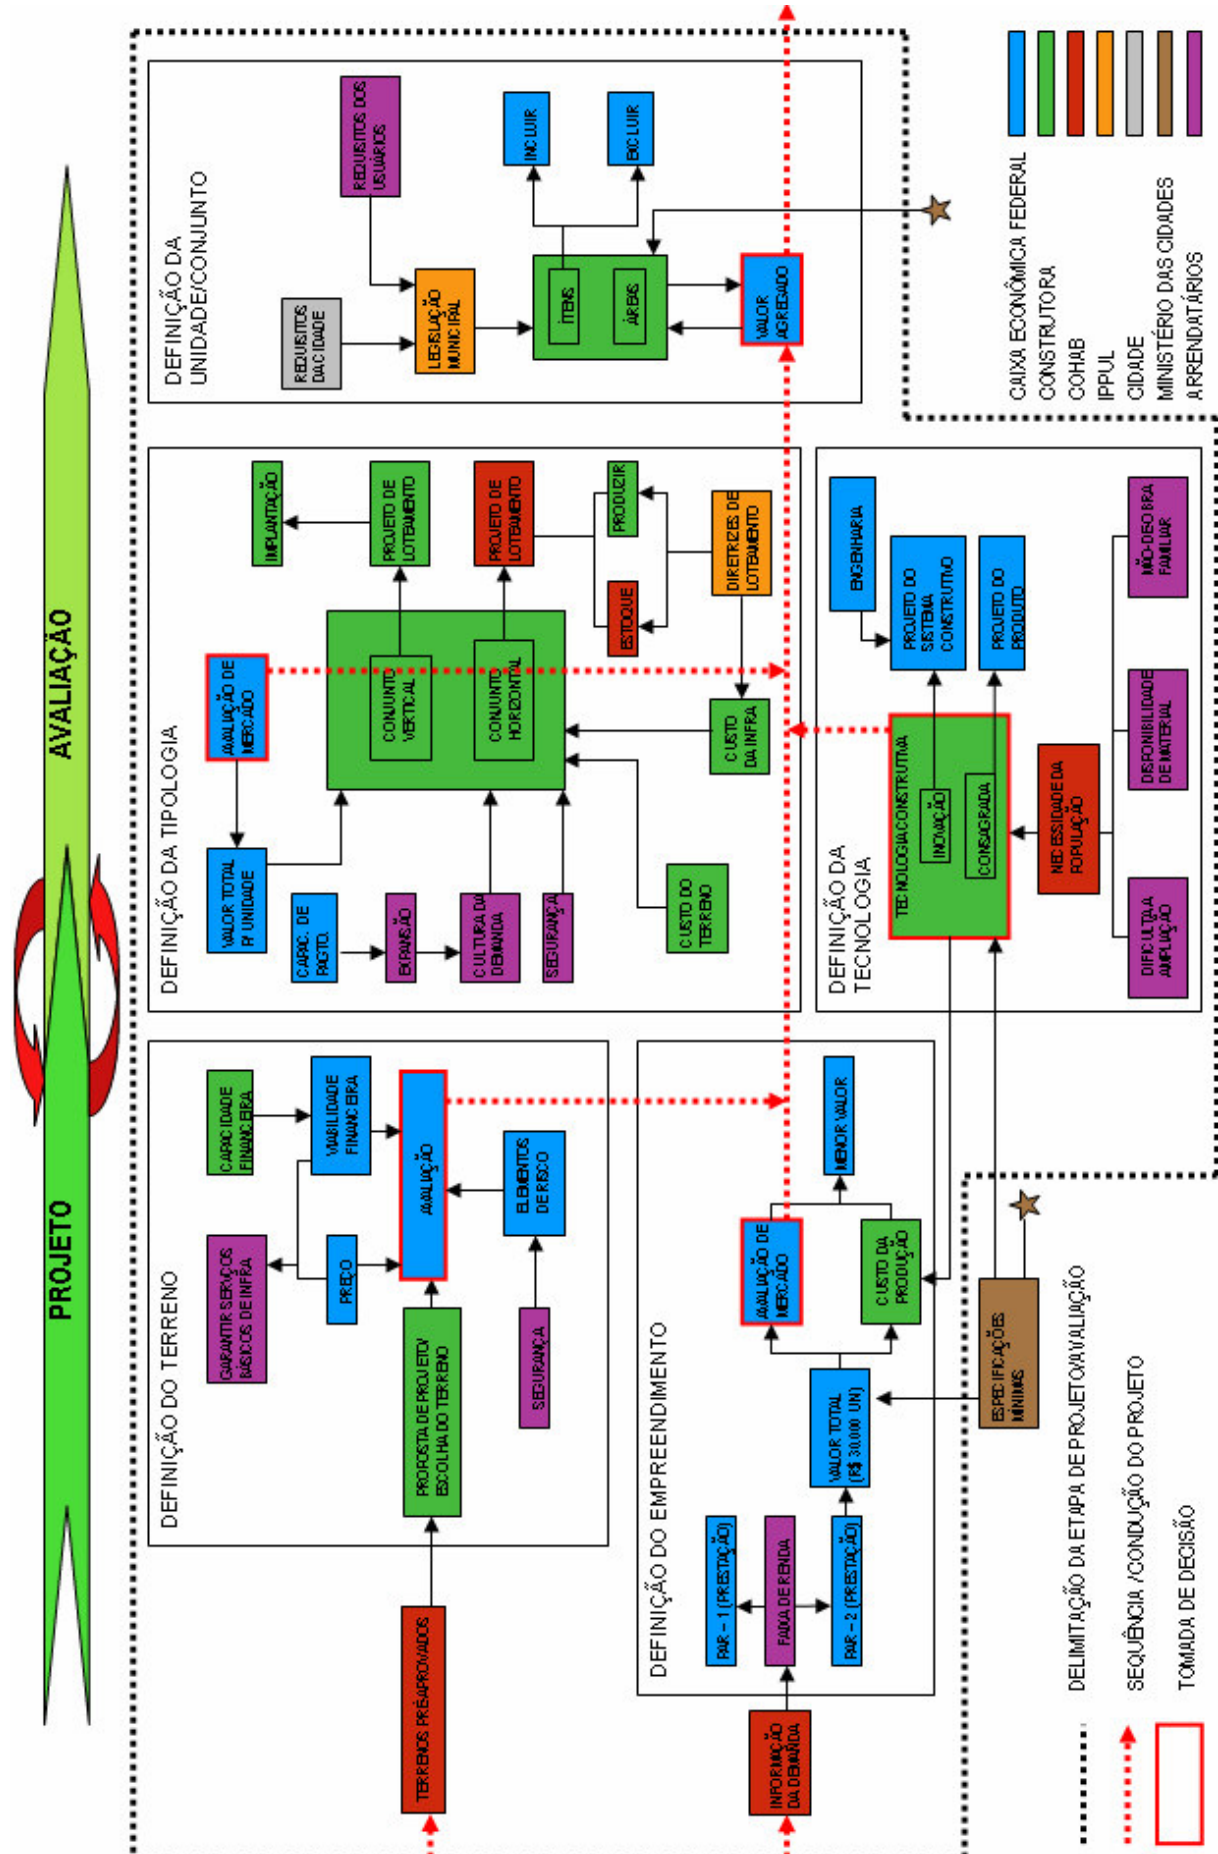 PROJETO
AVALIAÇÃO
DEFINIÇÃO DO TERRENO
TERRENOS PRÉ-APROVADOS
PROPOSTA DE PROJETO/
ESCOLHA DO TERRENO
GARANTIR SERVIÇOS
BÁSICOS DE INFRA
CAPACIDADE
FINANCEIRA
PREÇO
VIABILIDADE
FINANCEIRA
AVALIAÇÃO
SEGURANÇA
ELEMENTOS
DE RISCO
DEFINIÇÃO DO EMPREENDIMENTO
INFORMAÇÃO
DA DEMANDA
PAR – 1 (PRESTAÇÃO)
FAIXA DE RENDA
PAR – 2 (PRESTAÇÃO)
VALOR TOTAL
(R$ 30.000 UN)
AVALIAÇÃO DE
MERCADO
CUSTO DA
PRODUÇÃO
MENOR VALOR
ESPECIFICAÇÕES
MÍNIMAS
DEFINIÇÃO DA TIPOLOGIA
VALOR TOTAL
P/ UNIDADE
AVALIAÇÃO DE
MERCADO
IMPLANTAÇÃO
CAPAC. DE
PAGTO.
EXPANSÃO
CULTURA DA
DEMANDA
SEGURANÇA
CONJUNTO
VERTICAL
CONJUNTO
HORIZONTAL
PROJETO DE
LOTEAMENTO
PROJETO DE
LOTEAMENTO
ESTOQUE
PRODUZIR
CUSTO DO
TERRENO
CUSTO
DA INFRA
DIRETRIZES DE
LOTEAMENTO
DEFINIÇÃO DA
TECNOLOGIA
TECNOLOGIA CONSTRUTIVA
INOVAÇÃO
CONSAGRADA
ENGENHARIA
PROJETO DO
SISTEMA
CONSTRUTIVO
PROJETO DO
PRODUTO
NECESSIDADE DA
POPULAÇÃO
DIFICULTA A
AMPLIAÇÃO
DISPONIBILIDADE
DE MATERIAL
MÃO-DE-OBRA
FAMILIAR
DEFINIÇÃO DA
UNIDADE/CONJUNTO
REQUISITOS
DA CIDADE
REQUISITOS DOS
USUÁRIOS
LEGISLAÇÃO
MUNICIPAL
ÍTENS
ÁREAS
INCLUIR
EXCLUIR
VALOR
AGREGADO
DELIMITAÇÃO DA ETAPA DE PROJETO/AVALIAÇÃO
SEQUÊNCIA /CONDUÇÃO DO PROJETO
TOMADA DE DECISÃO
CAIXA ECONÔMICA FEDERAL
CONSTRUTORA
COHAB
IPPUL
CIDADE
MINISTÉRIO DAS CIDADES
ARRENDATÁRIOS